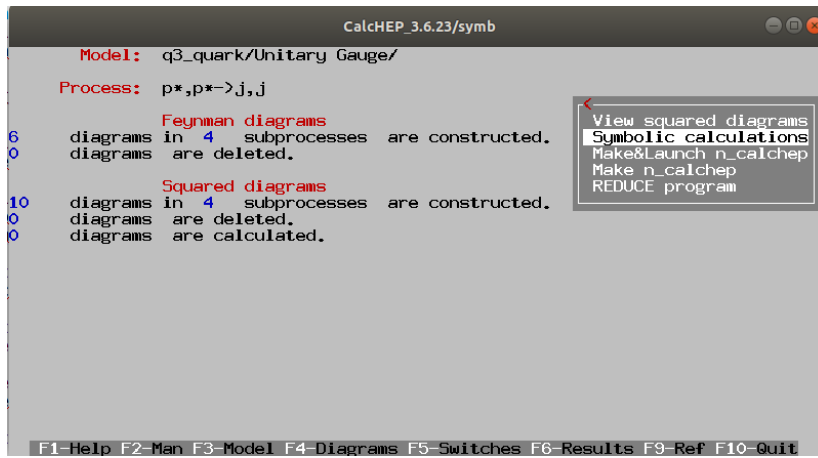 CalcHEP_3.6.23/symb
Model: q3_quark/Unitary Gauge/
Process: p*,p*->j,j
Feynman diagrams
6 diagrams in 4 subprocesses are constructed.
0 diagrams are deleted.
Squared diagrams
10 diagrams in 4 subprocesses are constructed.
0 diagrams are deleted.
0 diagrams are calculated.
<
View squared diagrams
Symbolic calculations
Make&Launch n_calchep
Make n_calchep
REDUCE program
F1-Help F2-Man F3-Model F4-Diagrams F5-Switches F6-Results F9-Ref F10-Quit